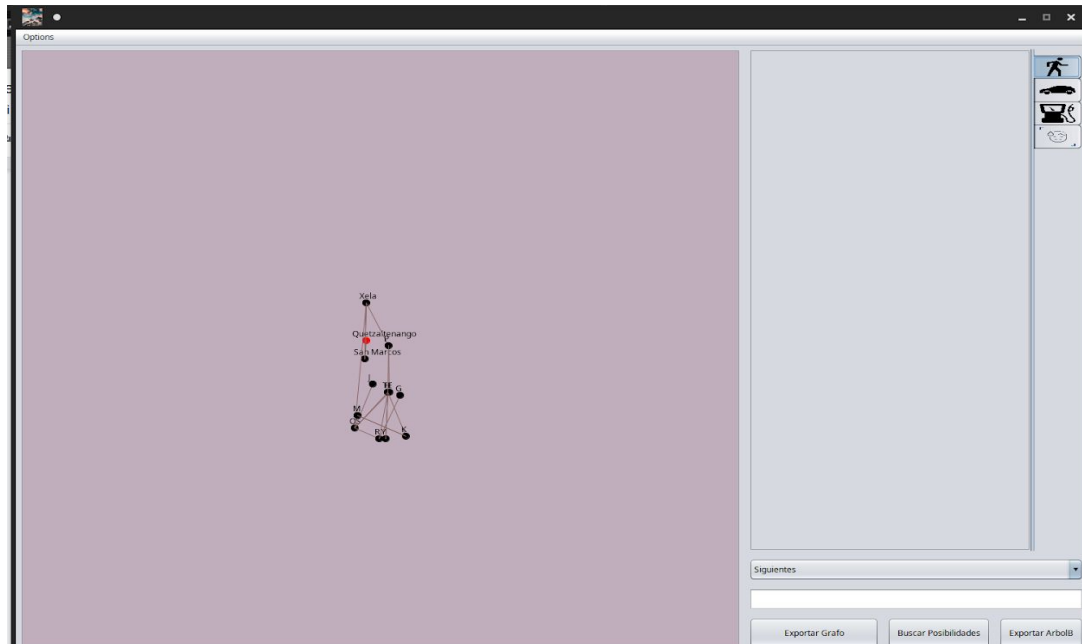 Options
Xela
Quetzaltenango
P
San Marcos
G
M
K
Siguientes
Exportar Grafo
Buscar Posibilidades
Exportar ArbolB